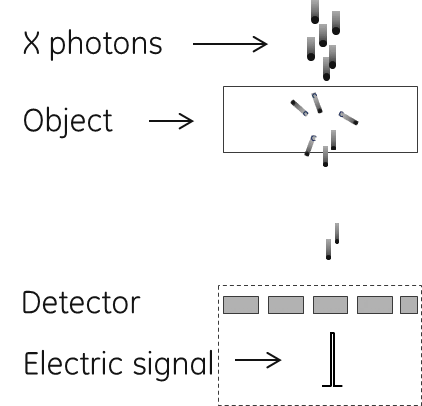 X photons
Object
Detector
Electric signal